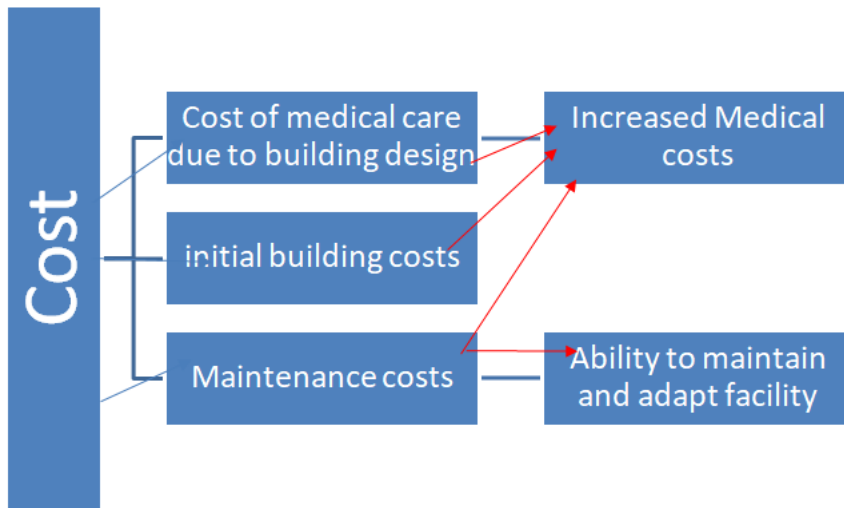 Cost
Cost of medical care
due to building design
initial building costs
Maintenance costs
Increased Medical
costs
Ability to maintain
and adapt facility